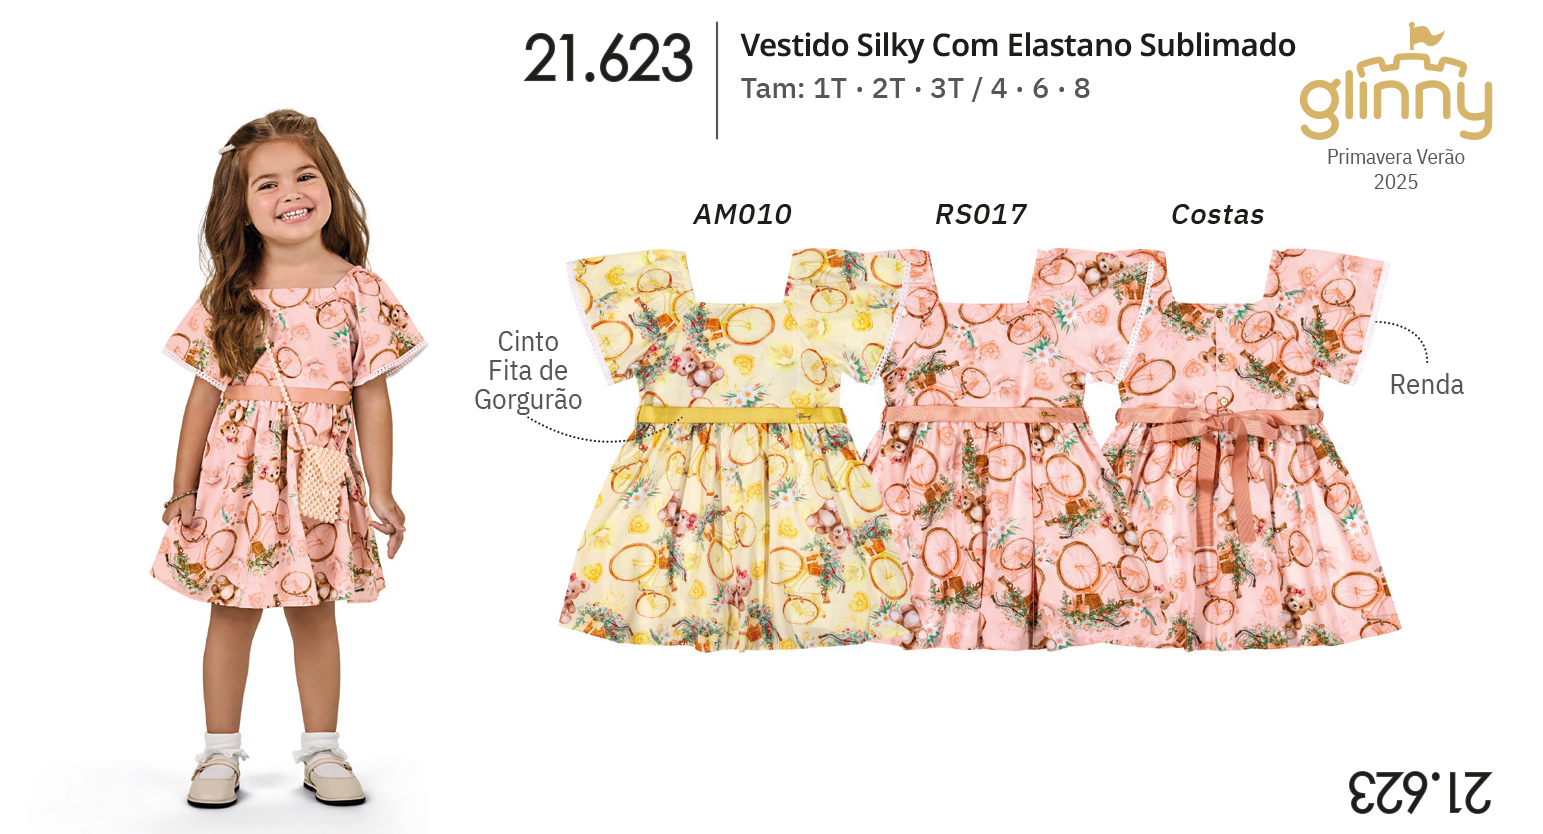 21.623
Vestido Silky Com Elastano Sublimado
Tam: 1T · 2T · 3T / 4 · 6 · 8
glinny
Primavera Verão
2025
AM010
RS017
Costas
Cinto
Fita de
Gorgurão
Renda
21.623